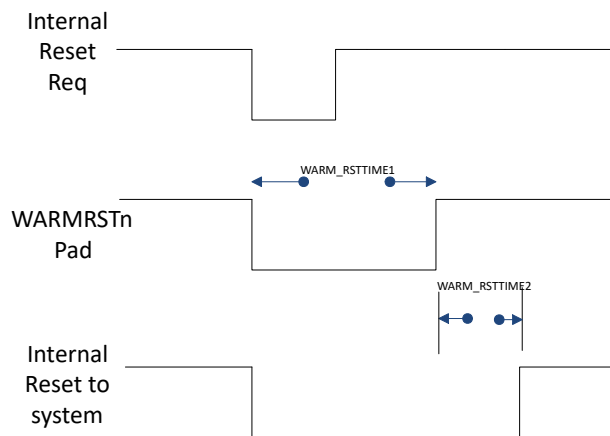 Internal
Reset
Req
WARM_RSTTIME1
WARMRSTn
Pad
WARM_RSTTIME2
Internal
Reset to
system